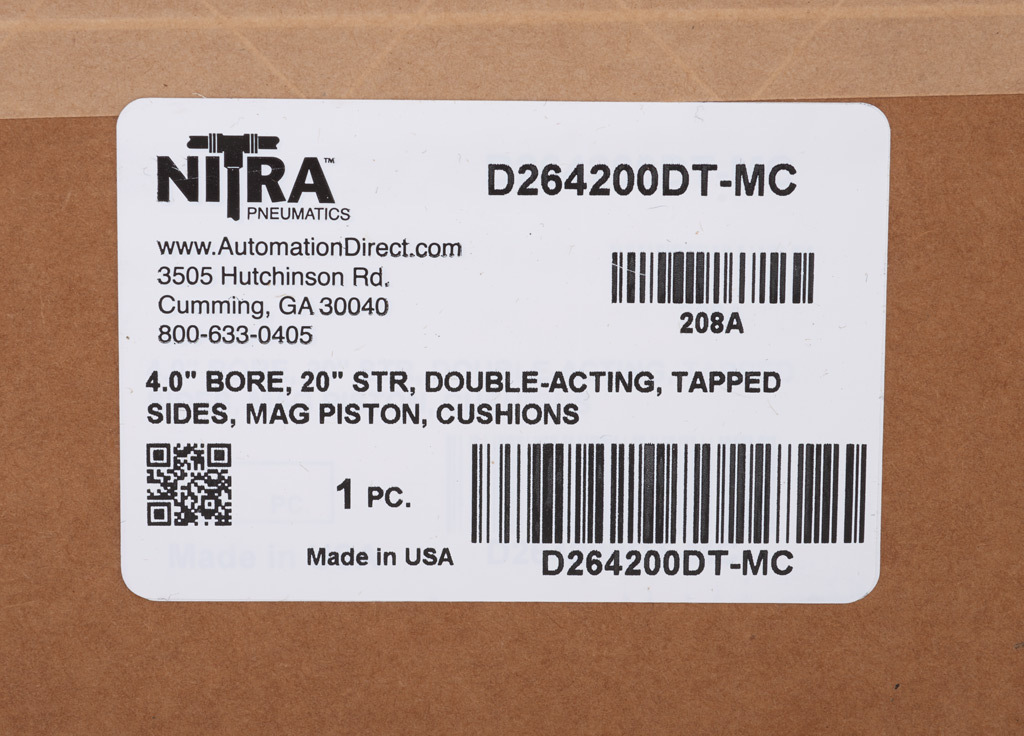 NITRA™
PNEUMATICS
D264200DT-MC
www.AutomationDirect.com
3505 Hutchinson Rd.
Cumming, GA 30040
800-633-0405
208A
4.0" BORE, 20" STR, DOUBLE-ACTING, TAPPED
SIDES, MAG PISTON, CUSHIONS
1 PC.
Made in USA
D264200DT-MC